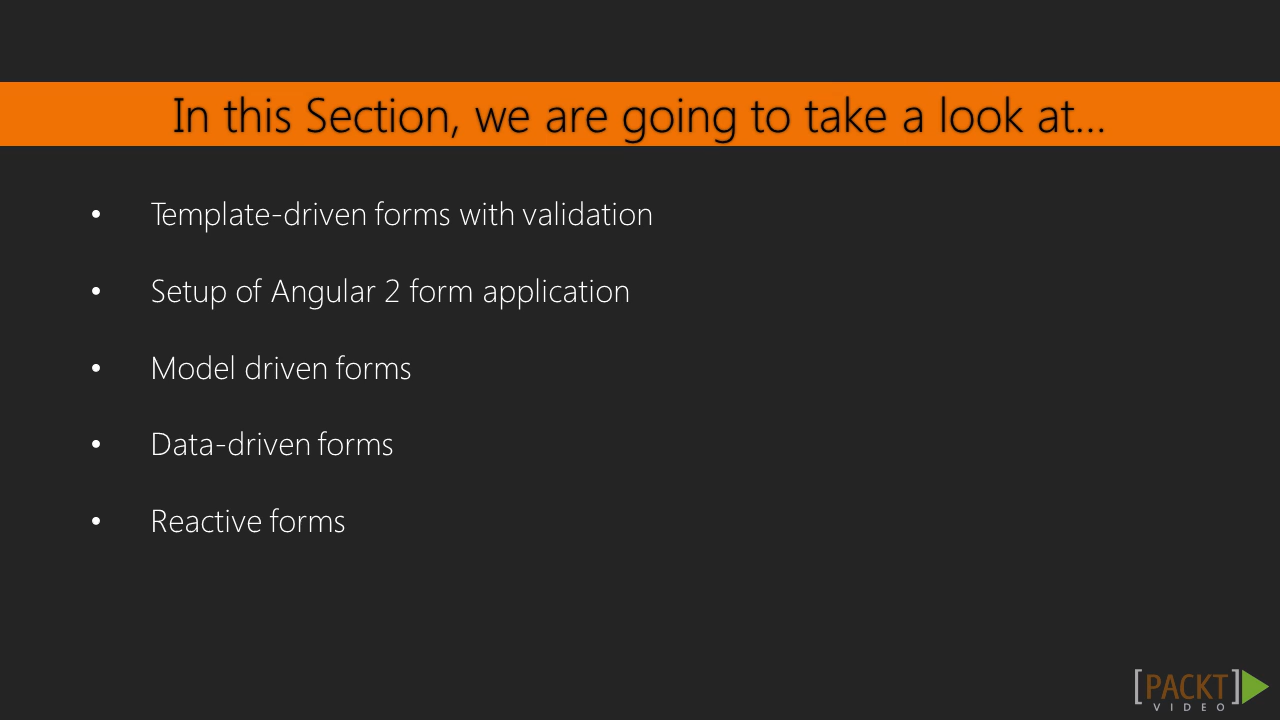 In this Section, we are going to take a look at...
• Template-driven forms with validation
• Setup of Angular 2 form application
• Model driven forms
• Data-driven forms
• Reactive forms
[PACKT]
VIDEO